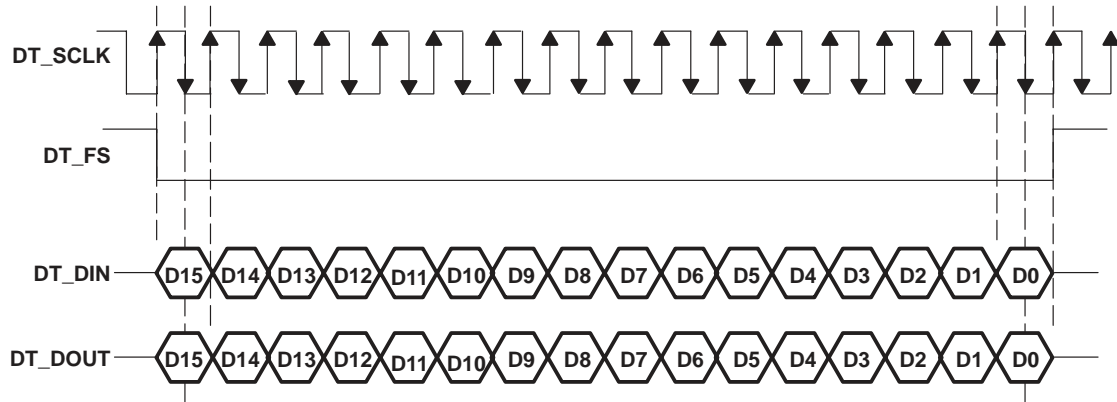 DT_SCLK
DT_FS
DT_DIN D15 D14 D13 D12 D11 D10 D9 D8 D7 D6 D5 D4 D3 D2 D1 D0
DT_DOUT D15 D14 D13 D12 D11 D10 D9 D8 D7 D6 D5 D4 D3 D2 D1 D0